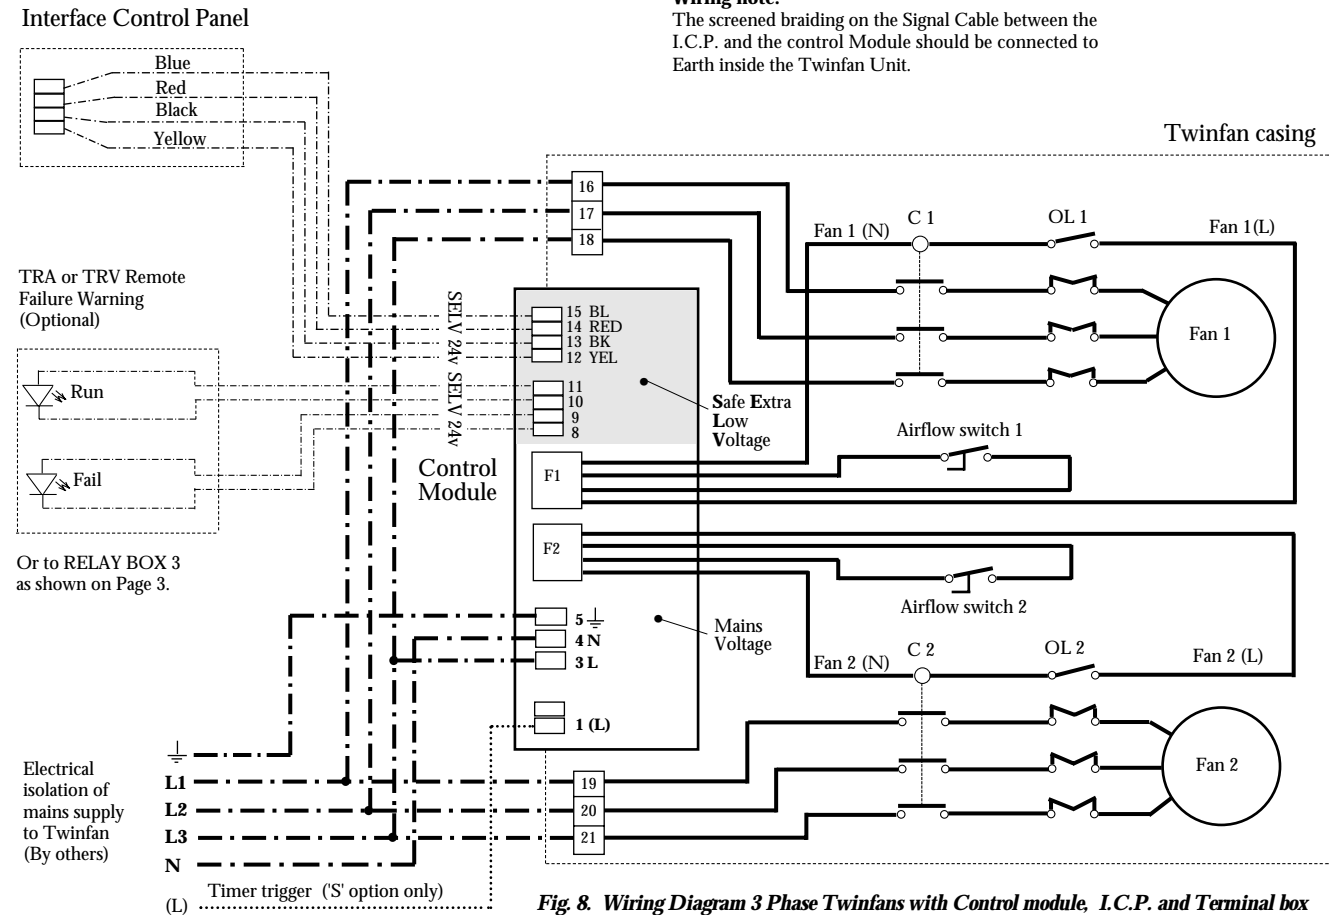 Wiring note:
Interface Control Panel
The screened braiding on the Signal Cable between the
I.C.P. and the control Module should be connected to
Earth inside the Twinfan Unit.
Blue
Red
Black
Yellow
Twinfan casing
16
17
18
Fan 1 (N)
C 1
OL 1
Fan 1(L)
Fan 1
TRA or TRV Remote
Failure Warning
(Optional)
Run
Fail
Or to RELAY BOX 3
as shown on Page 3.
SELV 24v
SELV 24v
15 BL
14 RED
13 BK
12 YEL
11
10
9
8
Safe Extra
Low
Voltage
Control
Module
F1
Airflow switch 1
F2
Airflow switch 2
5
4 N
3 L
1 (L)
Mains
Voltage
Fan 2 (N)
C 2
OL 2
Fan 2 (L)
Fan 2
Electrical
isolation of
mains supply
to Twinfan
(By others)
L1
L2
L3
N
(L)
Timer trigger ('S' option only)
19
20
21
Fig. 8. Wiring Diagram 3 Phase Twinfans with Control module, I.C.P. and Terminal box